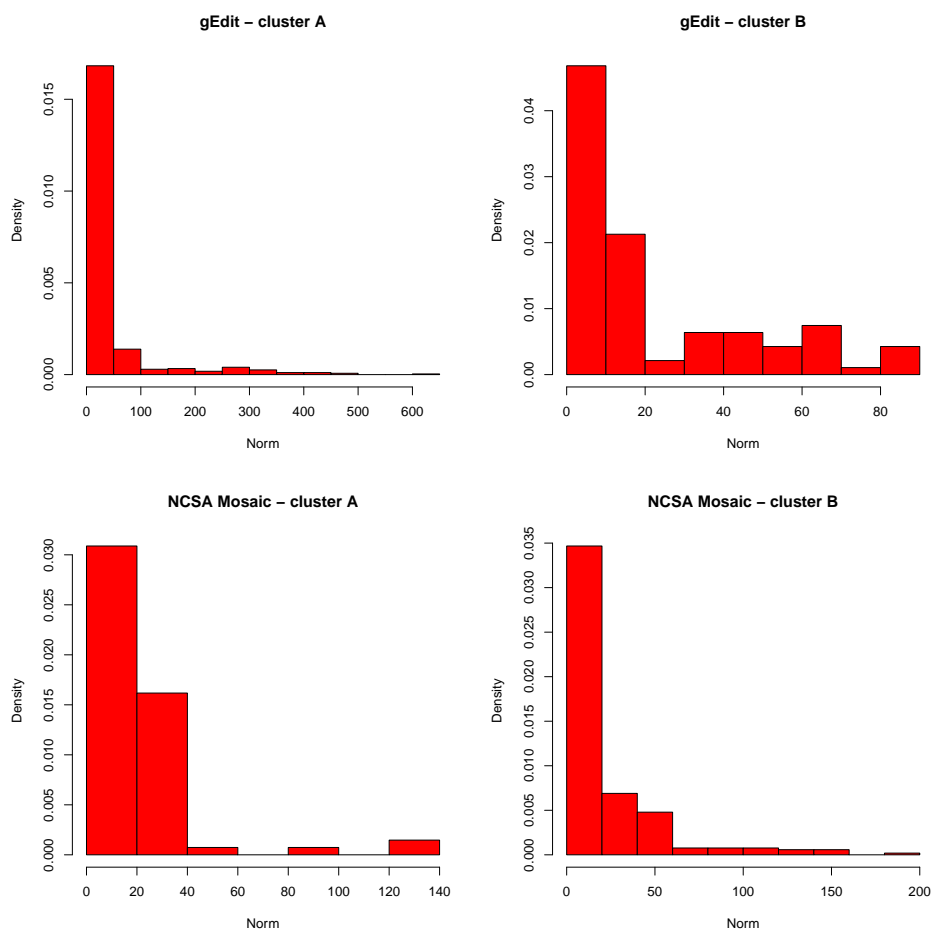 gEdit – cluster A
Density
0.000 0.005 0.010 0.015
0 100 200 300 400 500 600
Norm
gEdit – cluster B
Density
0.00 0.01 0.02 0.03 0.04
0 20 40 60 80
Norm
NCSA Mosaic – cluster A
Density
0.000 0.005 0.010 0.015 0.020 0.025 0.030
0 20 40 60 80 100 120 140
Norm
NCSA Mosaic – cluster B
Density
0.000 0.005 0.010 0.015 0.020 0.025 0.030 0.035
0 50 100 150 200
Norm